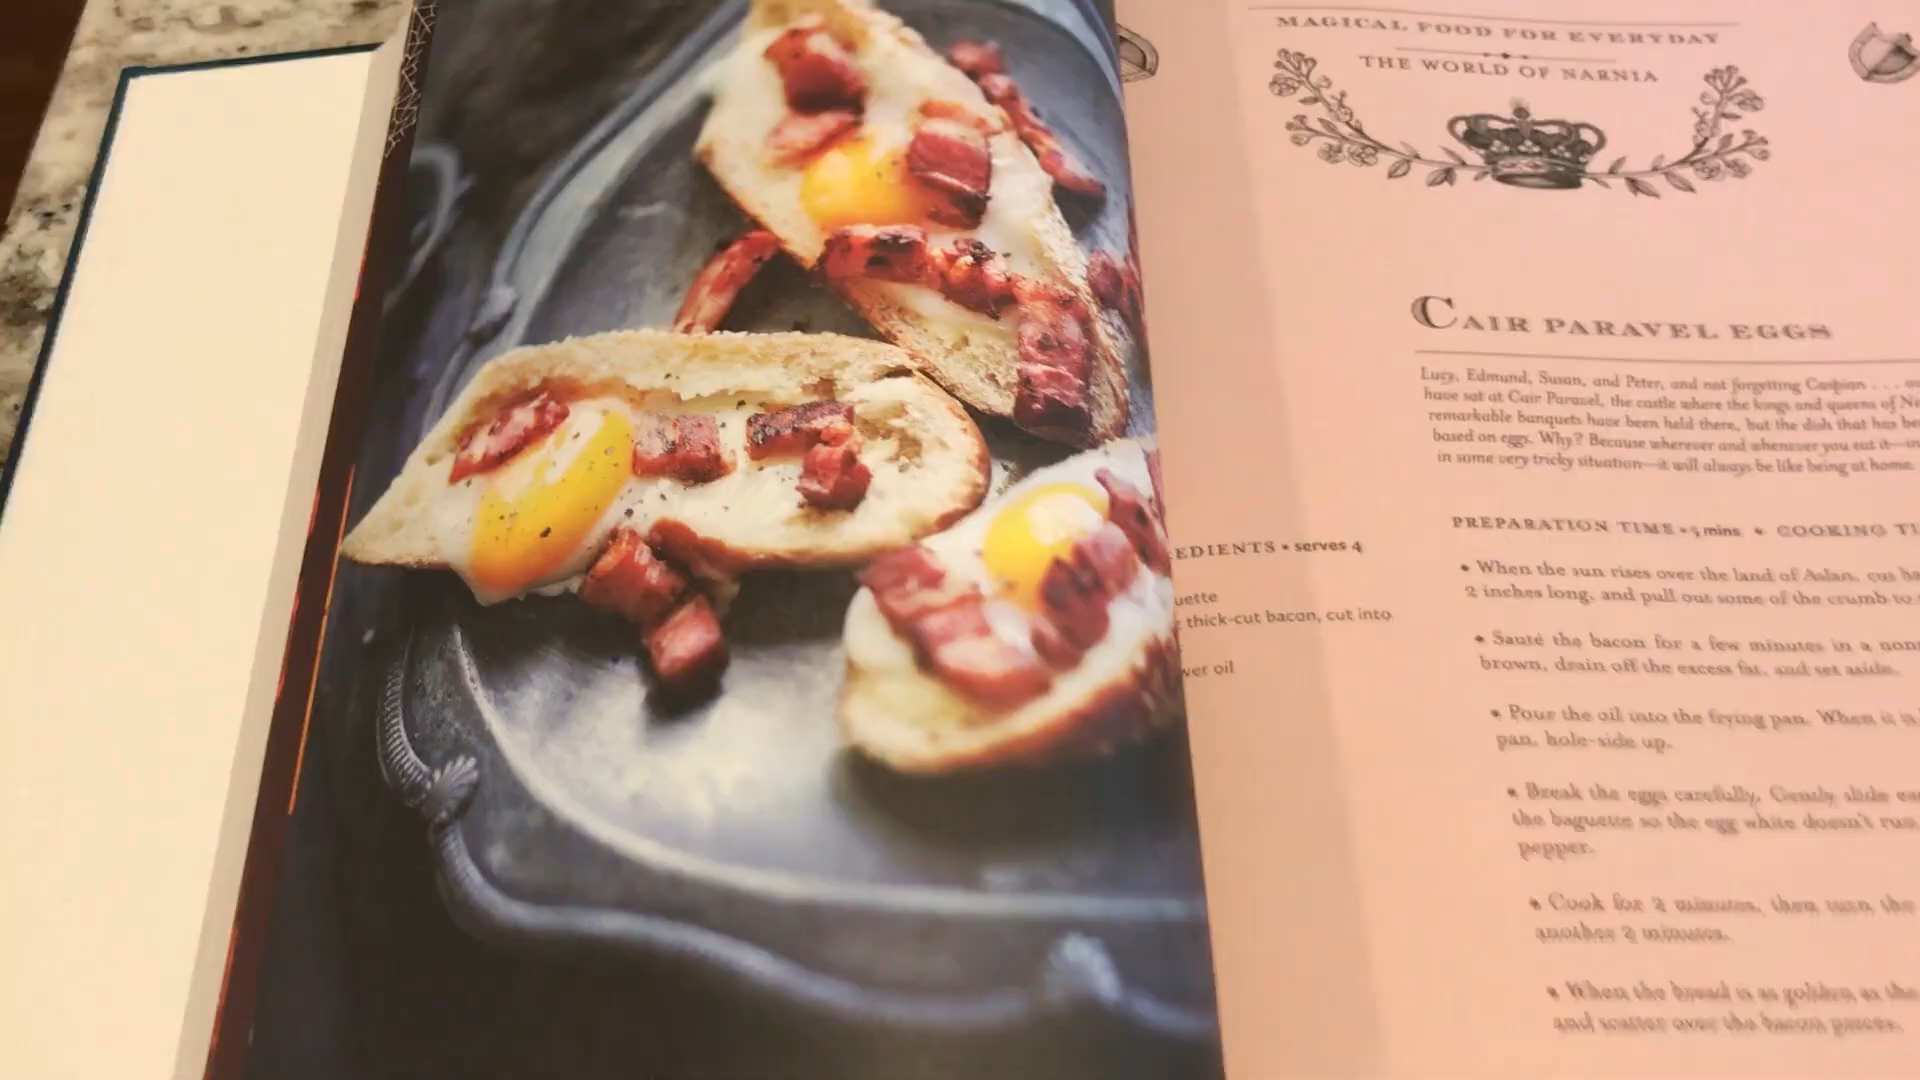 MAGICAL FOOD FOR EVERYDAY
THE WORLD OF NARNIA
CAIR PARAVEL EGGS
Lucy, Edmund, Susan, and Peter, and not forgetting Caspian . . .
have sat at Cair Paravel, the castle where the kings and queens of
remarkable banquets have been held there, but the dish that has
based on eggs. Why? Because wherever and whenever you eat it—
in some very tricky situation—it will always be like being at home.
EDIENTS • serves 4
uette
thick-cut bacon, cut into
wer oil
PREPARATION TIME • 5 mins • COOKING TI
• When the sun rises over the land of Aslan, cut
2 inches long, and pull out some of the crumb to
• Sauté the bacon for a few minutes in a non
brown, drain off the excess fat, and set aside.
• Pour the oil into the frying pan. When it is
pan, hole-side up.
• Break the eggs carefully. Gently slide
the baguette so the egg white doesn't run
pepper.
• Cook for 2 minutes, then turn the
another 2 minutes.
• When the bread is as golden as the
and scatter over the bacon pieces.